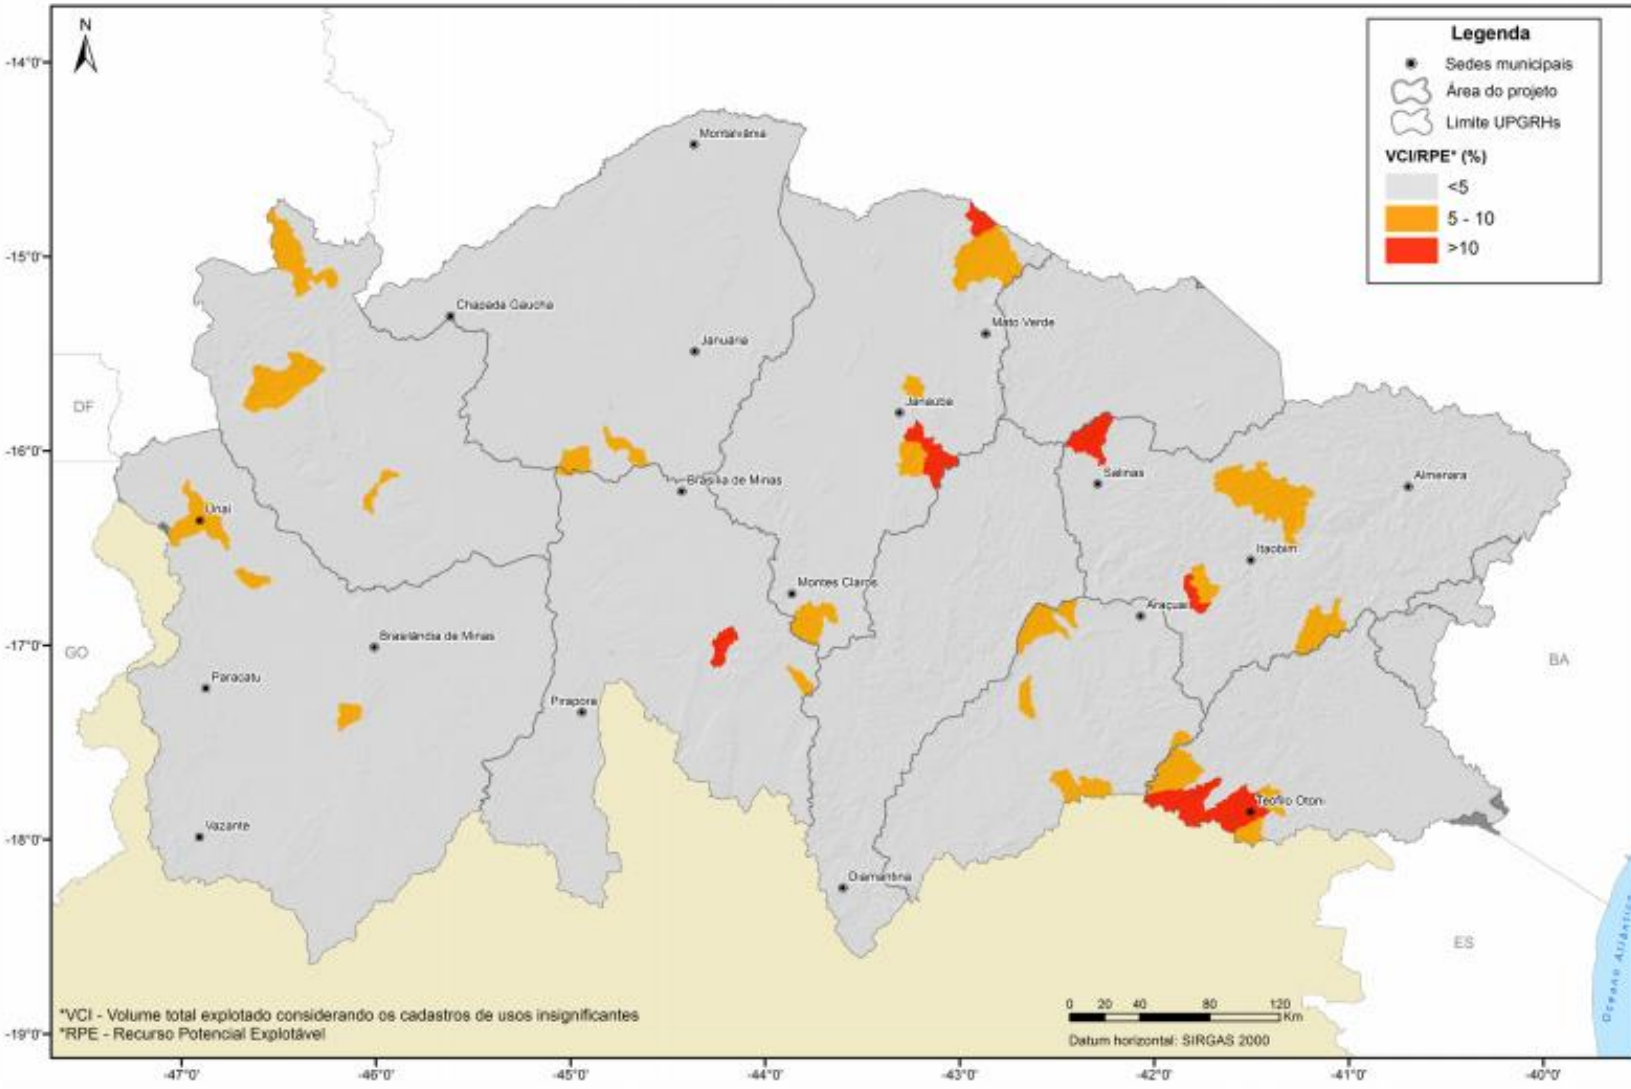 N
Legenda
Sedes municipais
Área do projeto
Limite UPGRHs
VCI/RPE* (%)
<5
5 - 10
>10
-14°0'
-15°0'
-16°0'
-17°0'
-18°0'
-19°0'
Montalvânia
Chapada Gaucha
Januária
Mato Verde
Janaúba
DF
Brasília de Minas
Salinas
Almenara
Unaí
Itaobim
Montes Claros
Araçuaí
Brasilândia de Minas
GO
BA
Paracatu
Pirapora
Teófilo Otoni
Vazante
Diamantina
ES
Oceano Atlântico
*VCI - Volume total explotado considerando os cadastros de usos insignificantes
*RPE - Recurso Potencial Explotável
0 20 40 80 120
Km
Datum horizontal: SIRGAS 2000
-47°0' -46°0' -45°0' -44°0' -43°0' -42°0' -41°0' -40°0'